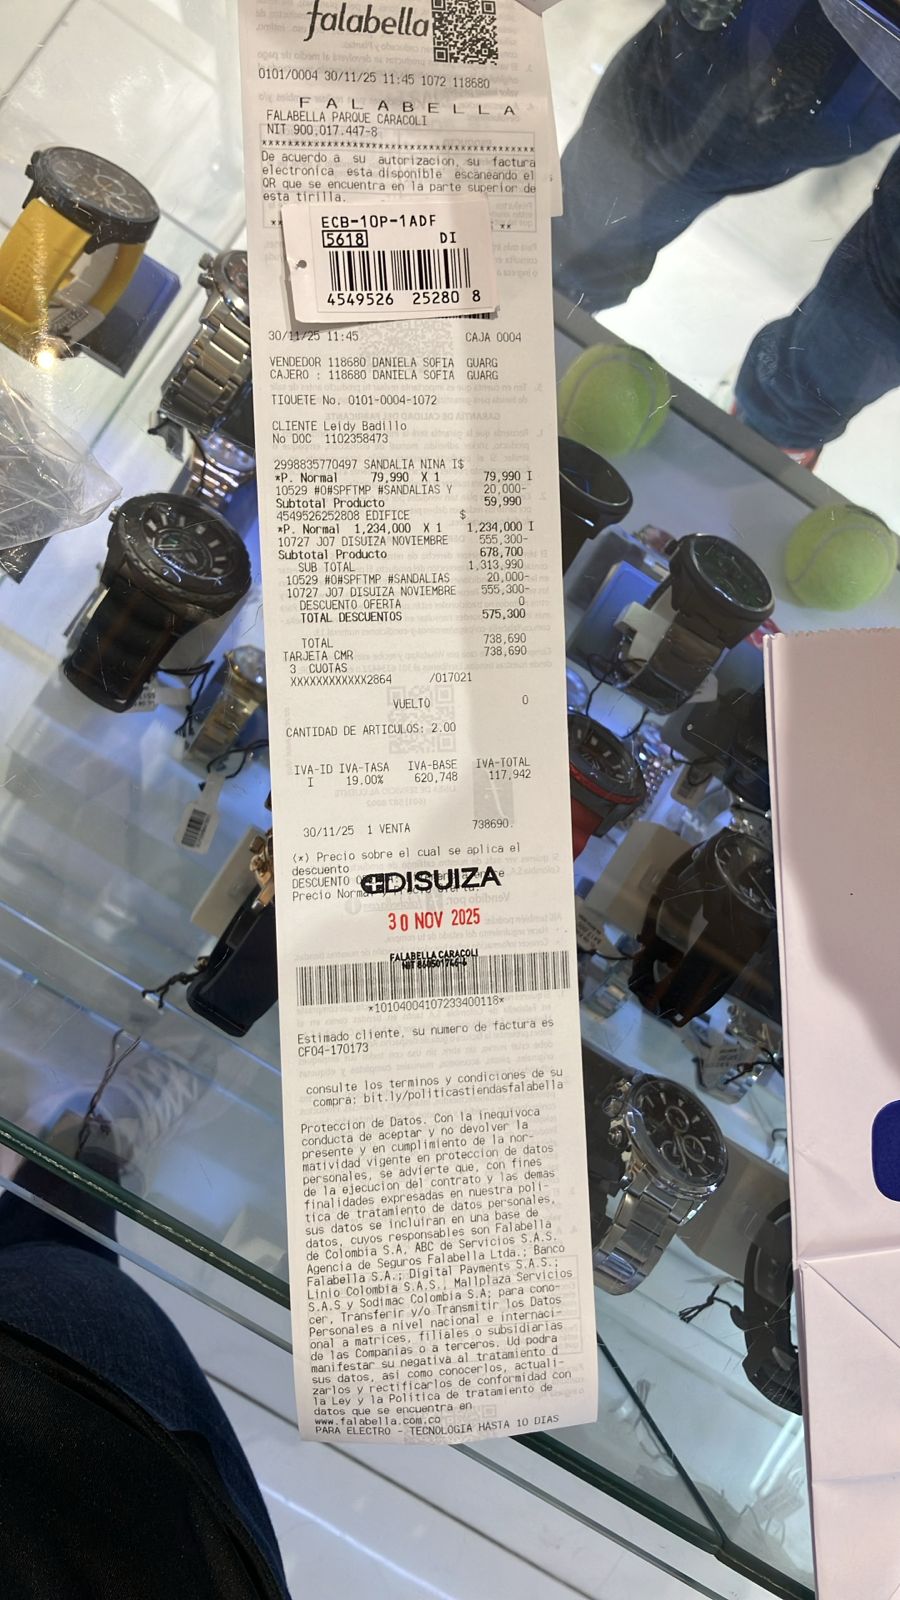 falabella
0101/0004 30/11/25 11:45 1072 118680
F A L A B E L L A
FALABELLA PARQUE CARACOLI
NIT 900.017.447-8
****************************************
De acuerdo a su autorizacion, su factura
electronica esta disponible escaneando el
QR que se encuentra en la parte superior de
esta tirilla.
ECB-10P-1ADF
5618 DI
4549526 25280 8
30/11/25 11:45 CAJA 0004
VENDEDOR 118680 DANIELA SOFIA GUARG
CAJERO : 118680 DANIELA SOFIA GUARG
TIQUETE No. 0101-0004-1072
CLIENTE Leidy Badillo
No DOC 1102358473
2998835770497 SANDALIA NINA I$
*P. Normal 79,990 X 1 79,990 I
10529 #O#SPFTMP #SANDALIAS Y 20,000-
Subtotal Producto 59,990
4549526252808 EDIFICE $
*P. Normal 1,234,000 X 1 1,234,000 I
10727 J07 DISUIZA NOVIEMBRE 555,300-
Subtotal Producto 678,700
SUB TOTAL 1,313,990
10529 #O#SPFTMP #SANDALIAS 20,000-
10727 J07 DISUIZA NOVIEMBRE 555,300-
DESCUENTO OFERTA 0
TOTAL DESCUENTOS 575,300
TOTAL 738,690
TARJETA CMR 738,690
3 CUOTAS
XXXXXXXXXXXX2864 /017021
VUELTO 0
CANTIDAD DE ARTICULOS: 2.00
IVA-ID IVA-TASA IVA-BASE IVA-TOTAL
I 19.00% 620,748 117,942
30/11/25 1 VENTA 738690.
(*) Precio sobre el cual se aplica el
descuento
DESCUENTO
Precio Normal
DISUIZA
30 NOV 2025
FALABELLA CARACOLI
*10104004107233400118*
Estimado cliente, su numero de factura es
CF04-170173
consulte los terminos y condiciones de su
compra: bit.ly/politicastiendasfalabella
Proteccion de Datos. Con la inequivoca
conducta de aceptar y no devolver la
presente y en cumplimiento de la nor-
matividad vigente en proteccion de datos
personales, se advierte que, con fines
de la ejecucion del contrato y las demas
finalidades expresadas en nuestra poli-
tica de tratamiento de datos personales,
sus datos se incluiran en una base de
datos, cuyos responsables son Falabella
de Colombia S.A, ABC de Servicios S.A.S.
Agencia de Seguros Falabella Ltda.; Banco
Falabella S.A.; Digital Payments S.A.S.;
Linio Colombia S.A.S., Mallplaza Servicios
S.A.S y Sodimac Colombia S.A; para cono-
cer, Transferir y/o Transmitir los Datos
Personales a nivel nacional e internaci-
onal a matrices, filiales o subsidiarias
de las Companias o a terceros. Ud podra
manifestar su negativa al tratamiento d
sus datos, asi como conocerlos, actuali-
zarlos y rectificarlos de conformidad con
la Ley y la Politica de tratamiento de
datos que se encuentra en
www.falabella.com.co
PARA ELECTRO - TECNOLOGIA HASTA 10 DIAS